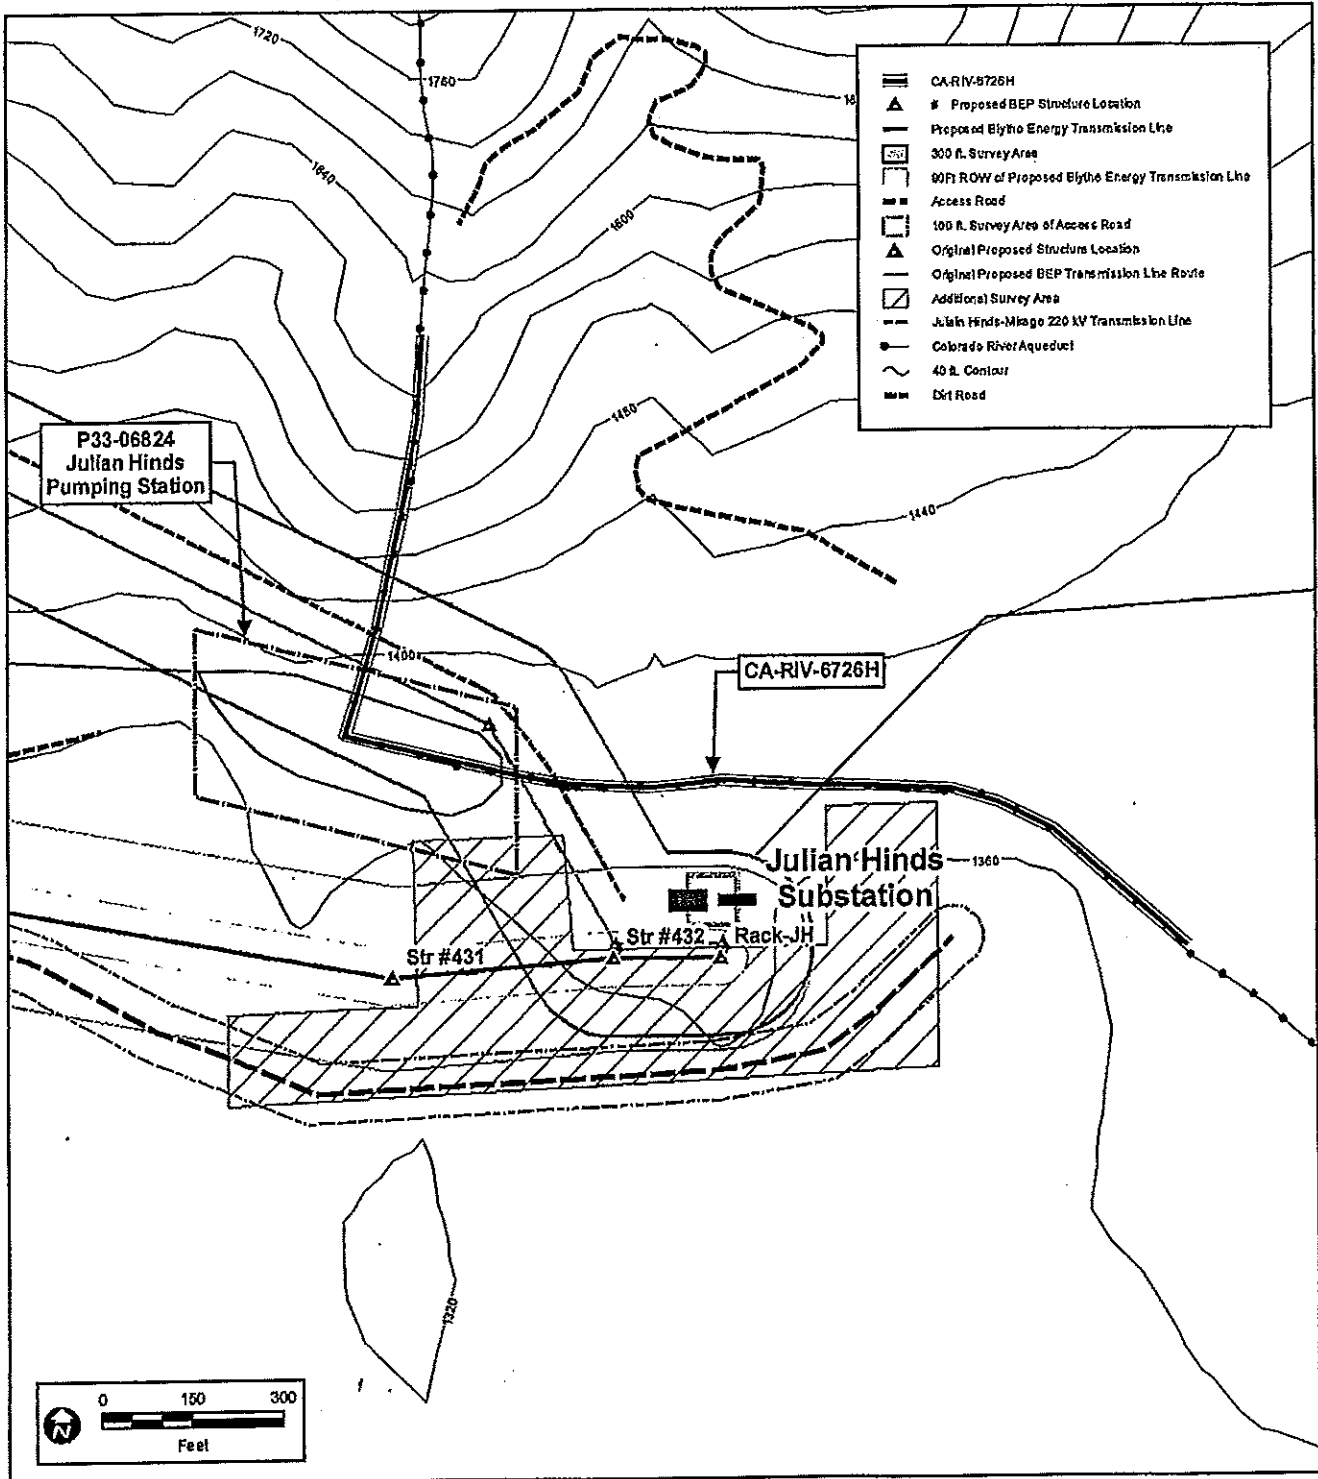 1720
1760
1640
1600
1480
1440
1400
1360
1320
CA-RIV-6726H
# Proposed BEP Structure Location
Proposed Blythe Energy Transmission Line
300 ft. Survey Area
90Ft ROW of Proposed Blythe Energy Transmission Line
Access Road
100 ft. Survey Area of Access Road
Original Proposed Structure Location
Original Proposed BEP Transmission Line Route
Additional Survey Area
Julain Hinds-Mirage 220 kV Transmission Line
Colorado River Aqueduct
40 ft. Contour
Dirt Road
P33-06824
Julian Hinds
Pumping Station
CA-RIV-6726H
Julian Hinds
Substation
Str #431
Str #432
Rack-JH
N
0 150 300
Feet